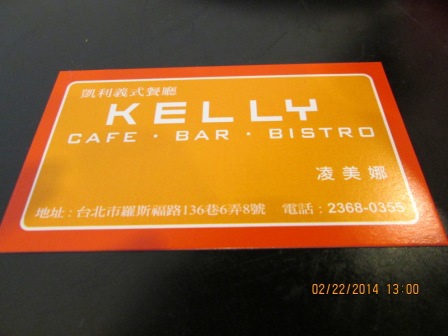 凱利義式餐廳
KELLY
CAFE · BAR · BISTRO
凌美娜
地址：台北市羅斯福路136巷6弄8號 電話：2368-0355
02/22/2014 13:00